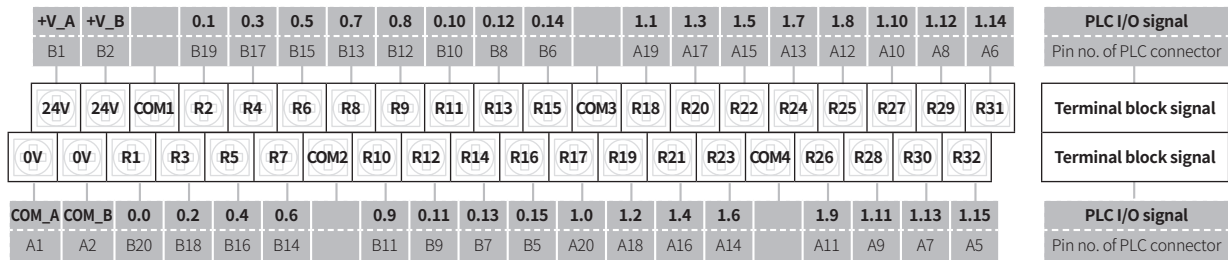 +V_A +V_B 0.1 0.3 0.5 0.7 0.8 0.10 0.12 0.14 1.1 1.3 1.5 1.7 1.8 1.10 1.12 1.14 PLC I/O signal
B1 B2 B19 B17 B15 B13 B12 B10 B8 B6 A19 A17 A15 A13 A12 A10 A8 A6 Pin no. of PLC connector
24V 24V COM1 R2 R4 R6 R8 R9 R11 R13 R15 COM3 R18 R20 R22 R24 R25 R27 R29 R31 Terminal block signal
0V 0V R1 R3 R5 R7 COM2 R10 R12 R14 R16 R17 R19 R21 R23 COM4 R26 R28 R30 R32 Terminal block signal
COM_A COM_B 0.0 0.2 0.4 0.6 0.9 0.11 0.13 0.15 1.0 1.2 1.4 1.6 1.9 1.11 1.13 1.15 PLC I/O signal
A1 A2 B20 B18 B16 B14 B11 B9 B7 B5 A20 A18 A16 A14 A11 A9 A7 A5 Pin no. of PLC connector